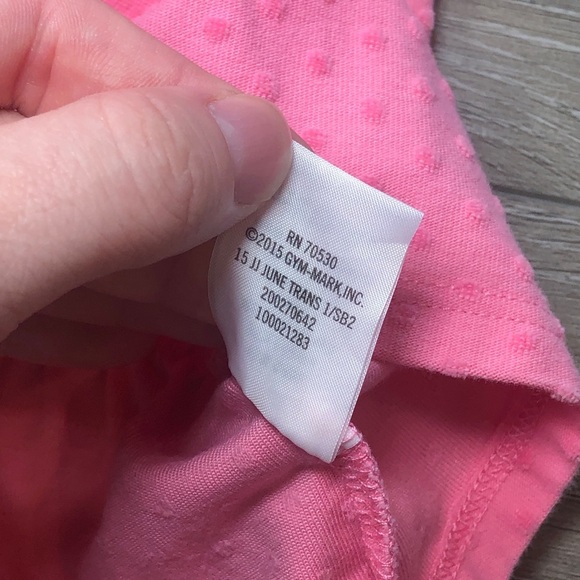 RN 70530
©2015 GYM-MARK,INC.
15 JJ JUNE TRANS 1/SB2
200270642
100021283